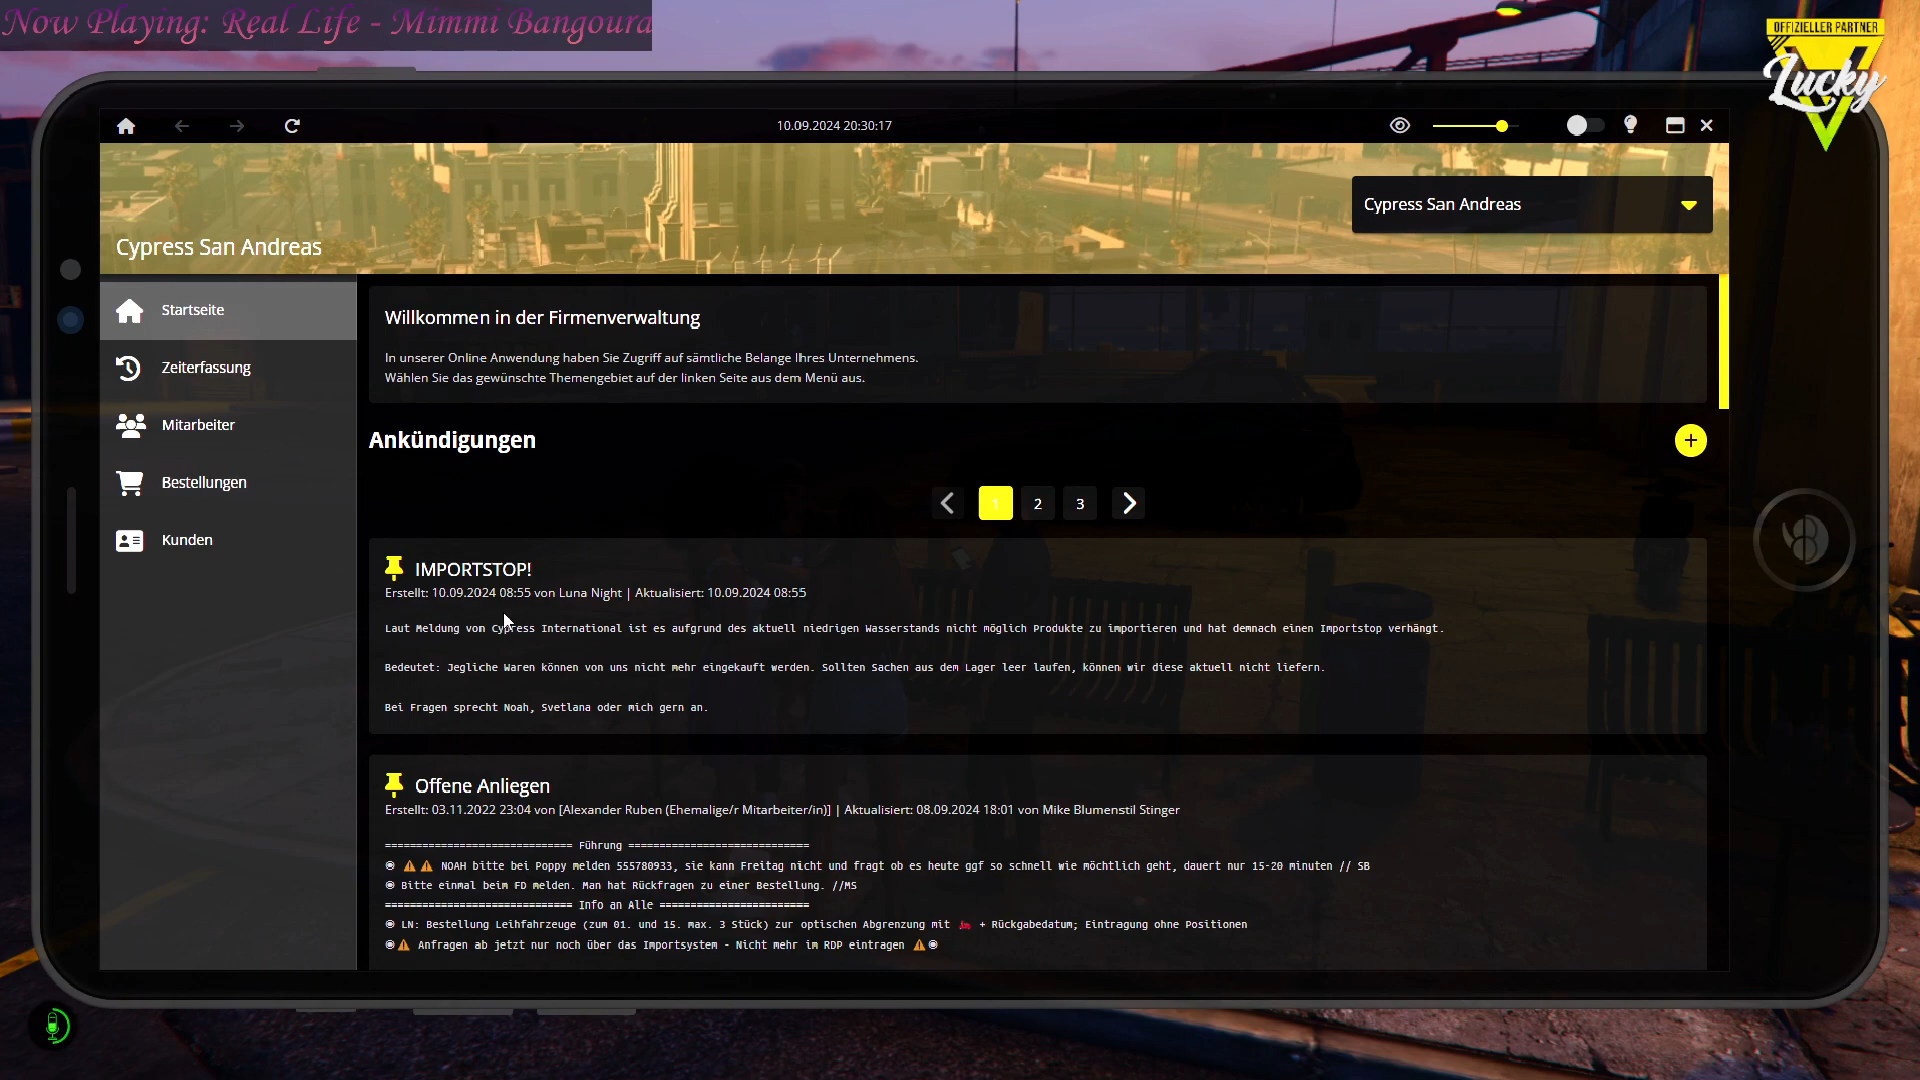 Now Playing: Real Life - Mimmi Bangoura
OFFIZIELLER PARTNER
Lucky V
10.09.2024 20:30:17
Cypress San Andreas
Cypress San Andreas
Startseite
Zeiterfassung
Mitarbeiter
Bestellungen
Kunden
Willkommen in der Firmenverwaltung
In unserer Online Anwendung haben Sie Zugriff auf sämtliche Belange Ihres Unternehmens.
Wählen Sie das gewünschte Themengebiet auf der linken Seite aus dem Menü aus.
Ankündigungen
1 2 3
IMPORTSTOP!
Erstellt: 10.09.2024 08:55 von Luna Night | Aktualisiert: 10.09.2024 08:55
Laut Meldung von Cypress International ist es aufgrund des aktuell niedrigen Wasserstands nicht möglich Produkte zu importieren und hat demnach einen Importstop verhängt.
Bedeutet: Jegliche Waren können von uns nicht mehr eingekauft werden. Sollten Sachen aus dem Lager leer laufen, können wir diese aktuell nicht liefern.
Bei Fragen sprecht Noah, Svetlana oder mich gern an.
Offene Anliegen
Erstellt: 03.11.2022 23:04 von [Alexander Ruben (Ehemalige/r Mitarbeiter/in)] | Aktualisiert: 08.09.2024 18:01 von Mike Blumenstil Stinger
============================== Führung =============================
◉ ⚠⚠ NOAH bitte bei Poppy melden 555780933, sie kann Freitag nicht und fragt ob es heute ggf so schnell wie möchtlich geht, dauert nur 15-20 minuten // SB
◉ Bitte einmal beim FD melden. Man hat Rückfragen zu einer Bestellung. //MS
============================== Info an Alle ========================
◉ LN: Bestellung Leihfahrzeuge (zum 01. und 15. max. 3 Stück) zur optischen Abgrenzung mit 🏍 + Rückgabedatum; Eintragung ohne Positionen
◉⚠ Anfragen ab jetzt nur noch über das Importsystem - Nicht mehr im RDP eintragen ⚠◉